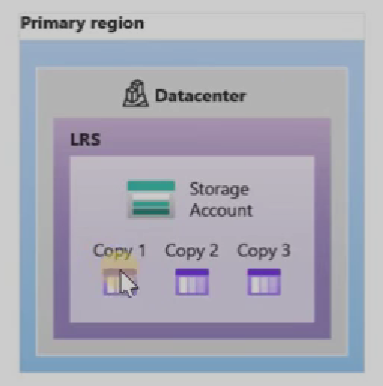 Primary region
Datacenter
LRS
Storage
Account
Copy 1 Copy 2 Copy 3